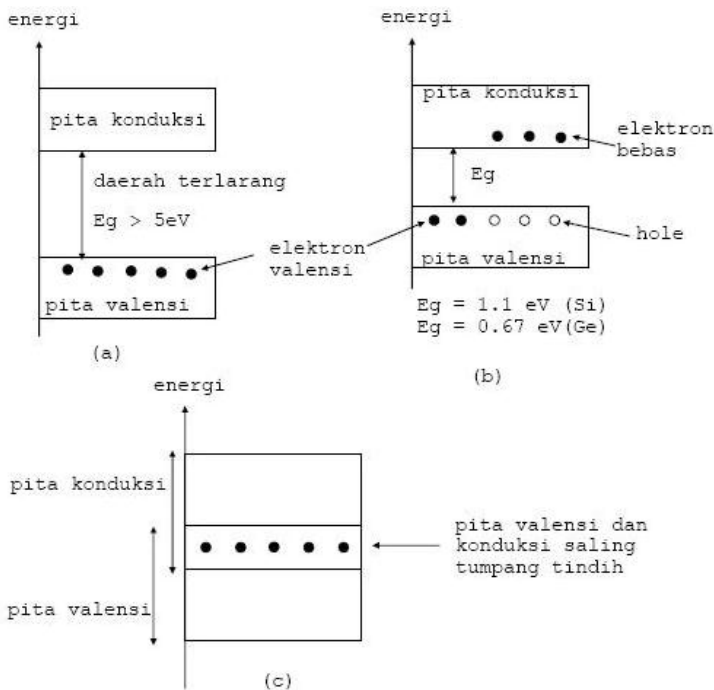 energi
pita konduksi
daerah terlarang
Eg > 5eV
elektron
valensi
pita valensi
(a)
energi
pita konduksi
elektron
bebas
Eg
hole
pita valensi
Eg = 1.1 eV (Si)
Eg = 0.67 eV(Ge)
(b)
energi
pita konduksi
pita valensi dan
konduksi saling
tumpang tindih
pita valensi
(c)